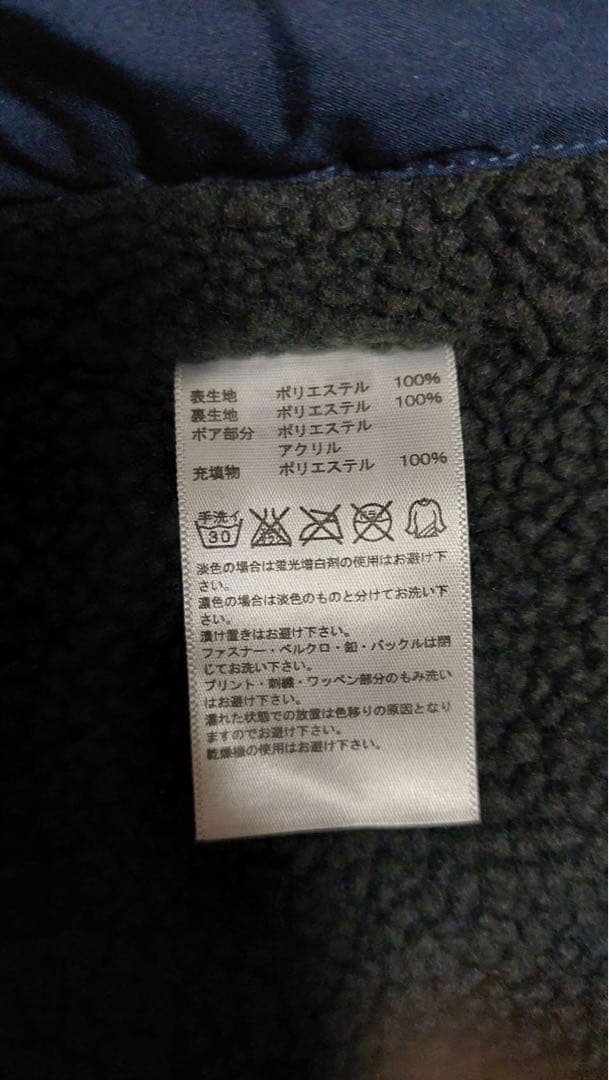 表生地 ポリエステル 100%
裏生地 ポリエステル 100%
ボア部分 ポリエステル
アクリル
充填物 ポリエステル 100%
手洗イ
30
淡色の場合は蛍光増白剤の使用はお避け下
さい。
濃色の場合は淡色のものと分けてお洗い下
さい。
漬け置きはお避け下さい。
ファスナー・ベルクロ・釦・バックルは閉
じてお洗い下さい。
プリント・刺繍・ワッペン部分のもみ洗い
はお避け下さい。
濡れた状態での放置は色移りの原因となり
ますのでお避け下さい。
乾燥機の使用はお避け下さい。